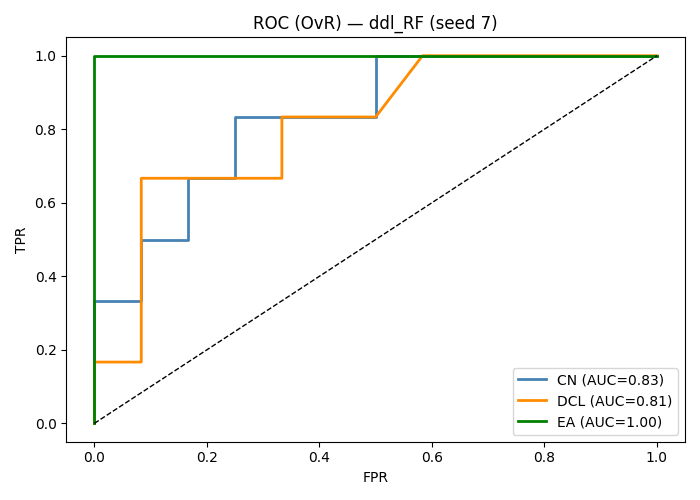 ROC (OvR) — ddl_RF (seed 7)
TPR
1.0
0.8
0.6
0.4
0.2
0.0
0.0 0.2 0.4 0.6 0.8 1.0
FPR
CN (AUC=0.83)
DCL (AUC=0.81)
EA (AUC=1.00)